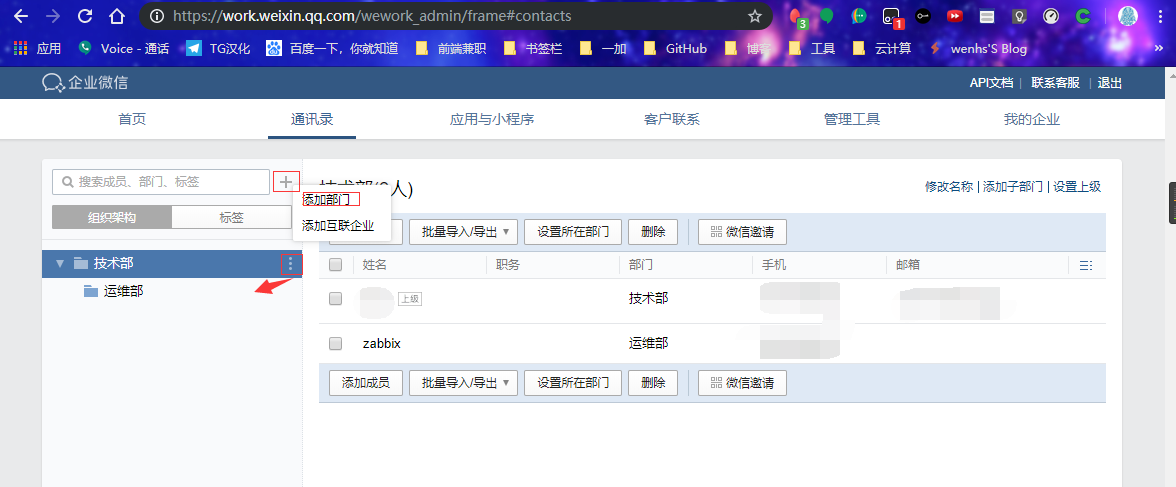 https://work.weixin.qq.com/wework_admin/frame#contacts
3
1
应用 Voice - 通话 TG汉化 百度一下，你就知道 前端兼职 书签栏 一加 GitHub 博客 工具 云计算 wenhs'S Blog »
企业微信 API文档 | 联系客服 | 退出
首页 通讯录 应用与小程序 客户联系 管理工具 我的企业
搜索成员、部门、标签
添加部门
添加互联企业
人)
修改名称 | 添加子部门 | 设置上级
组织架构 标签
批量导入/导出 设置所在部门 删除 微信邀请
技术部
运维部
姓名 职务 部门 手机 邮箱
上级 技术部
zabbix 运维部
添加成员 批量导入/导出 设置所在部门 删除 微信邀请